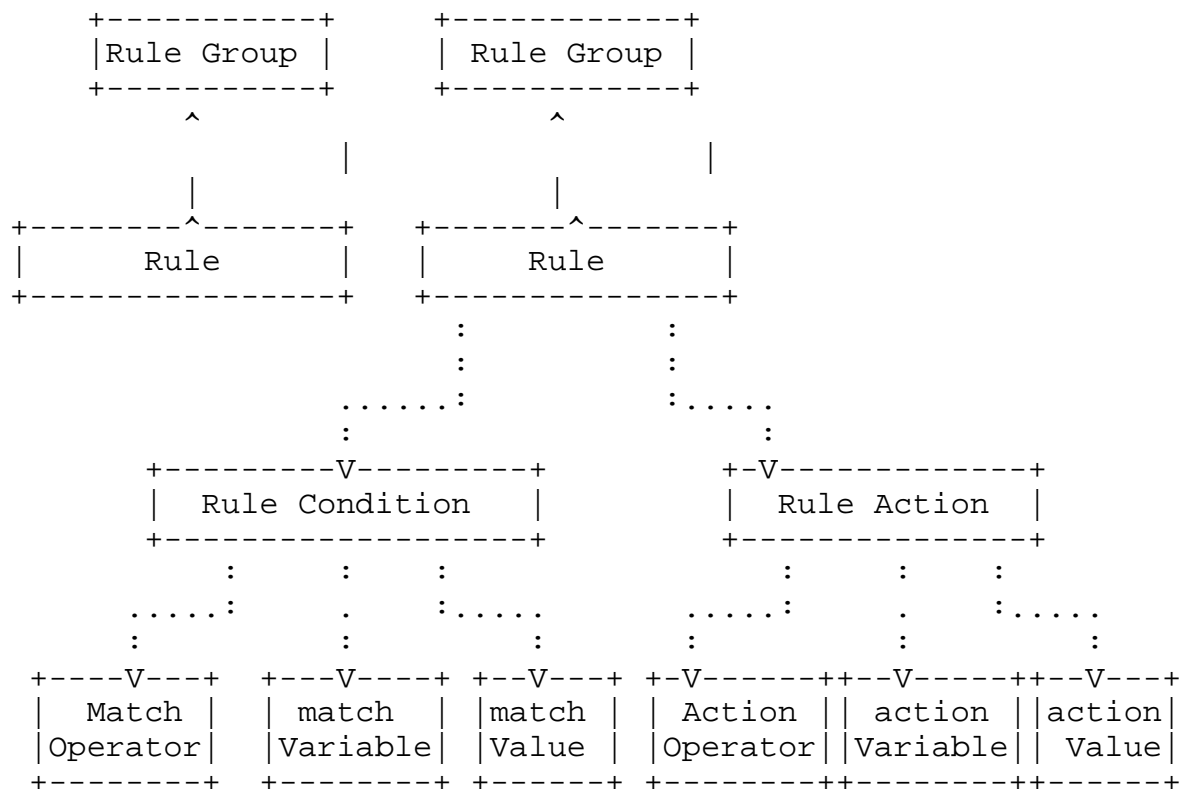 Rule Group Rule Group
Rule Rule
Rule Condition Rule Action
Match match match Action action action
Operator Variable Value Operator Variable Value